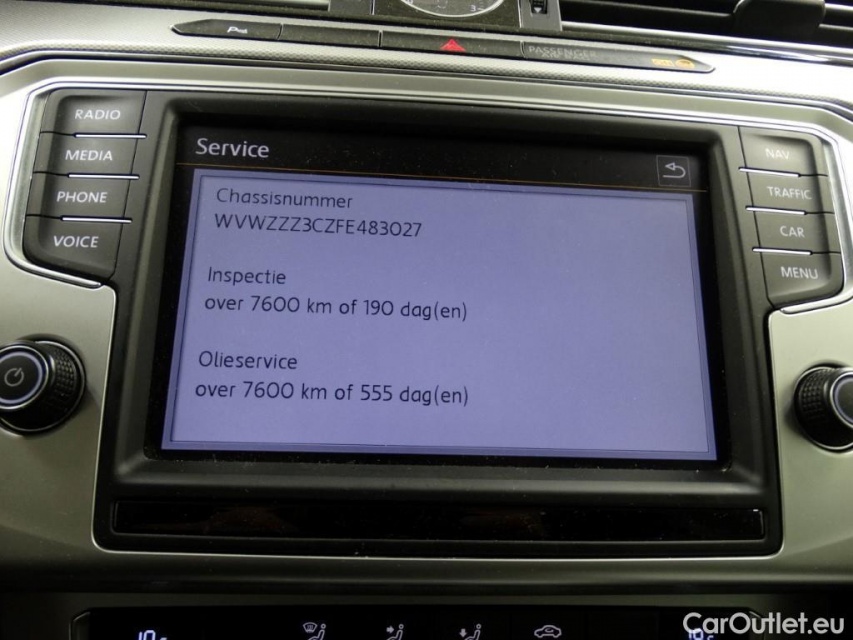 PASSENGER
Service
RADIO
MEDIA
PHONE
VOICE
Chassisnummer
WVWZZZ3CZFE483027
Inspectie
over 7600 km of 190 dag(en)
Olieservice
over 7600 km of 555 dag(en)
NAV
TRAFFIC
CAR
MENU
CarOutlet.eu